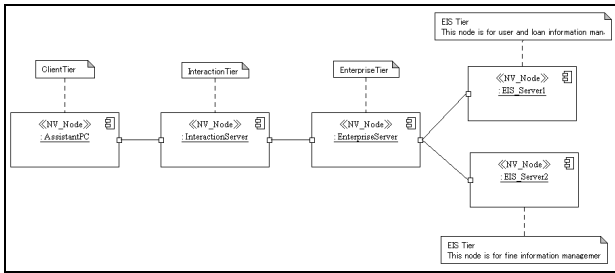 EIS Tier
This node is for user and loan information man
ClientTier
InteractionTier
EnterpriseTier
≪NV_Node≫
: EIS_Server1
≪NV_Node≫
: AssistantPC
≪NV_Node≫
: InteractionServer
≪NV_Node≫
: EnterpriseServer
≪NV_Node≫
: EIS_Server2
EIS Tier
This node is for fine information managemer